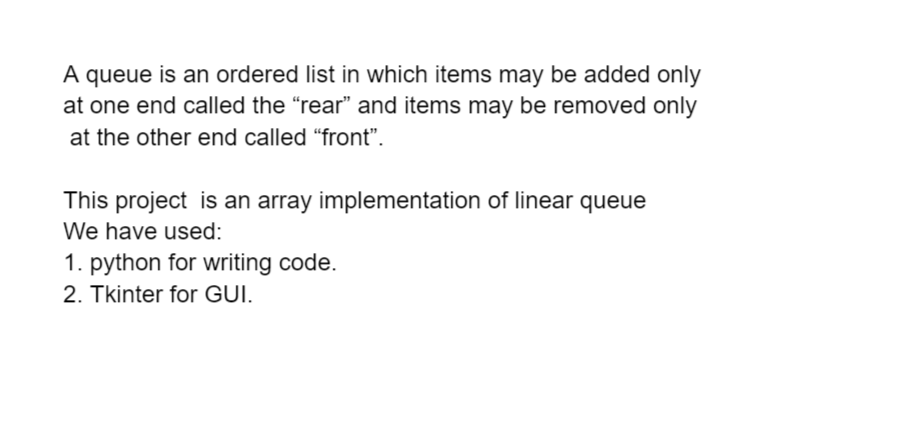 A queue is an ordered list in which items may be added only
at one end called the “rear” and items may be removed only
at the other end called “front”.
This project  is an array implementation of linear queue
We have used:
1. python for writing code.
2. Tkinter for GUI.